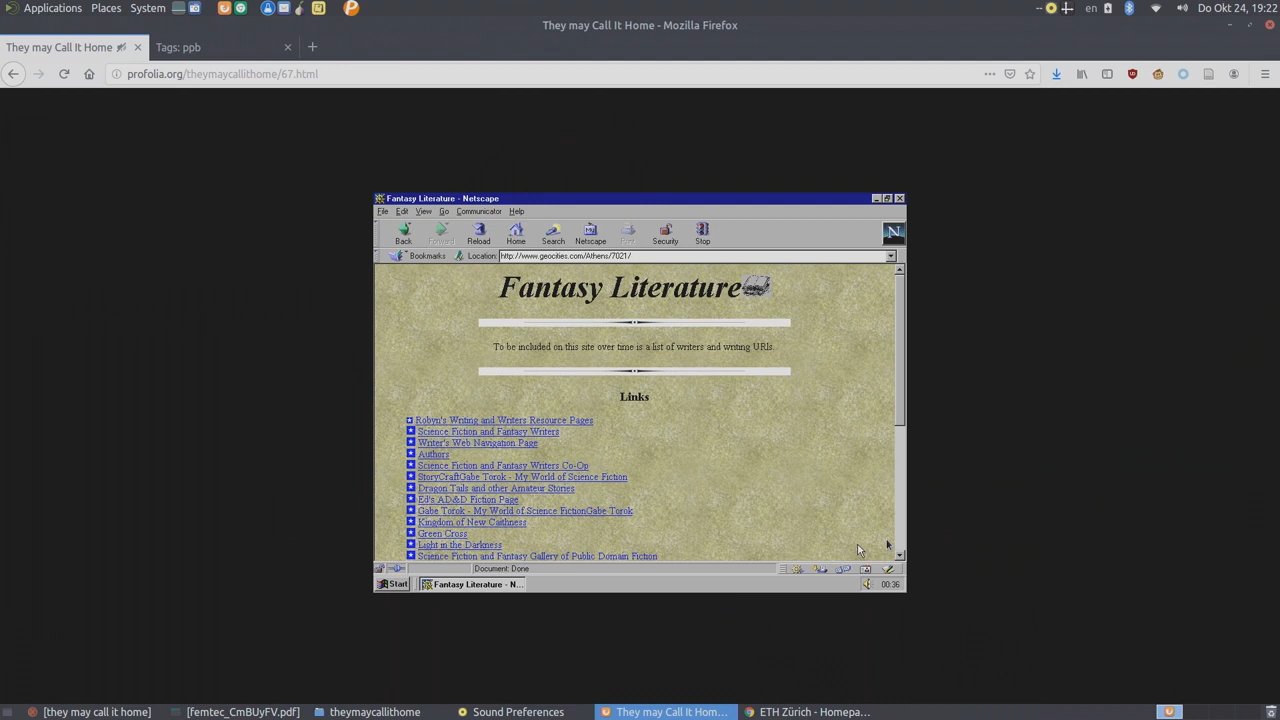 Applications Places System
en
Do Okt 24, 19:22
They may Call It Home - Mozilla Firefox
They may Call It Home
Tags: ppb
profolia.org/theymaycallithome/67.html
Fantasy Literature - Netscape
File Edit View Go Communicator Help
Back Forward Reload Home Search Netscape Print Security Stop
Bookmarks Location: http://www.geocities.com/Athens/7021/
Fantasy Literature
To be included on this site over time is a list of writers and writing URls.
Links
Robyn's Writing and Writers Resource Pages
Science Fiction and Fantasy Writers
Writer's Web Navigation Page
Authors
Science Fiction and Fantasy Writers Co-Op
StoryCraftGabe Torok - My World of Science Fiction
Dragon Tails and other Amateur Stories
Ed's AD&D Fiction Page
Gabe Torok - My World of Science FictionGabe Torok
Kingdom of New Caithness
Green Cross
Light in the Darkness
Science Fiction and Fantasy Gallery of Public Domain Fiction
Document: Done
Start Fantasy Literature - N... 00:36
[they may call it home] [femtec_CmBUyFV.pdf] theymaycallithome Sound Preferences They may Call It Hom... ETH Zürich - Homepa...